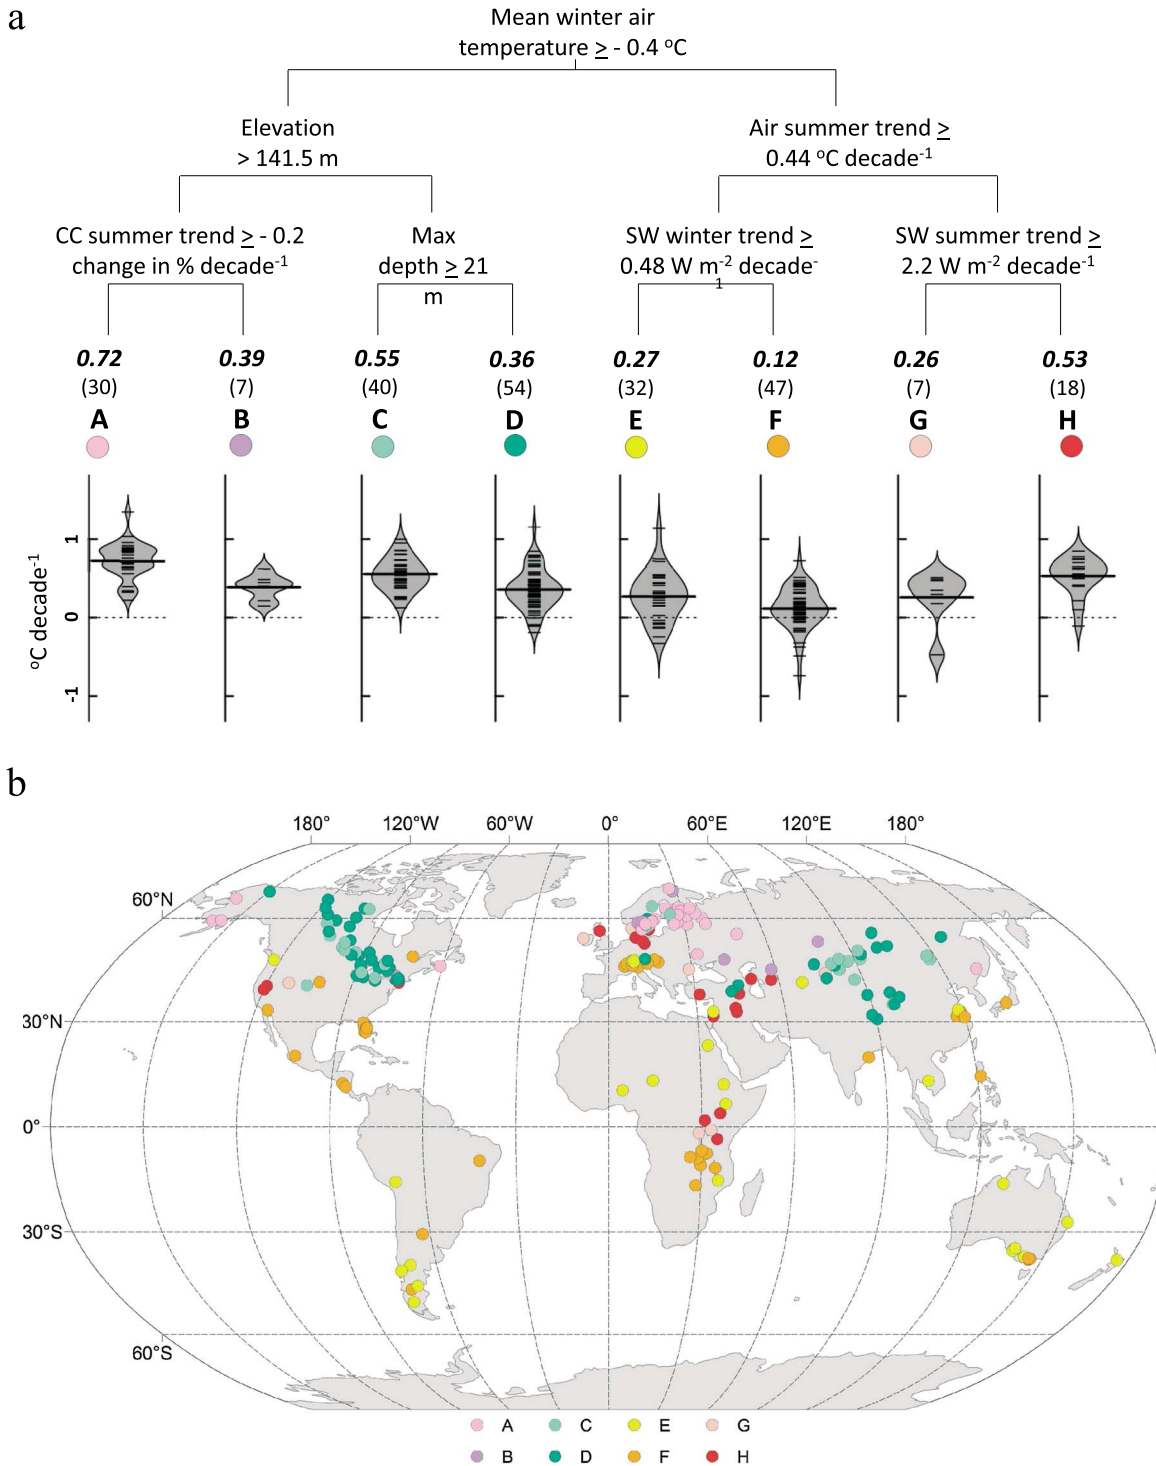 a
Mean winter air
temperature ≥ - 0.4 °C
Elevation
> 141.5 m
Air summer trend ≥
0.44 °C decade-1
CC summer trend ≥ - 0.2
change in % decade-1
Max
depth ≥ 21
m
SW winter trend ≥
0.48 W m-2 decade-
1
SW summer trend ≥
2.2 W m-2 decade-1
0.72 0.39 0.55 0.36 0.27 0.12 0.26 0.53
(30) (7) (40) (54) (32) (47) (7) (18)
A B C D E F G H
°C decade-1
1
0
-1
b
180° 120°W 60°W 0° 60°E 120°E 180°
60°N
30°N
0°
30°S
60°S
A C E G
B D F H